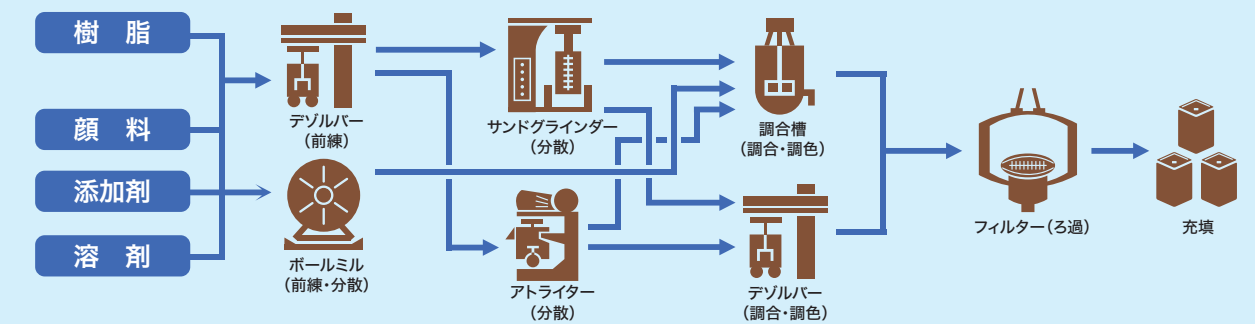 樹　脂
顔　料
添加剤
溶　剤
デゾルバー
（前練）
ボールミル
（前練・分散）
サンドグラインダー
（分散）
アトライター
（分散）
調合槽
（調合・調色）
デゾルバー
（調合・調色）
フィルター（ろ過）
充填